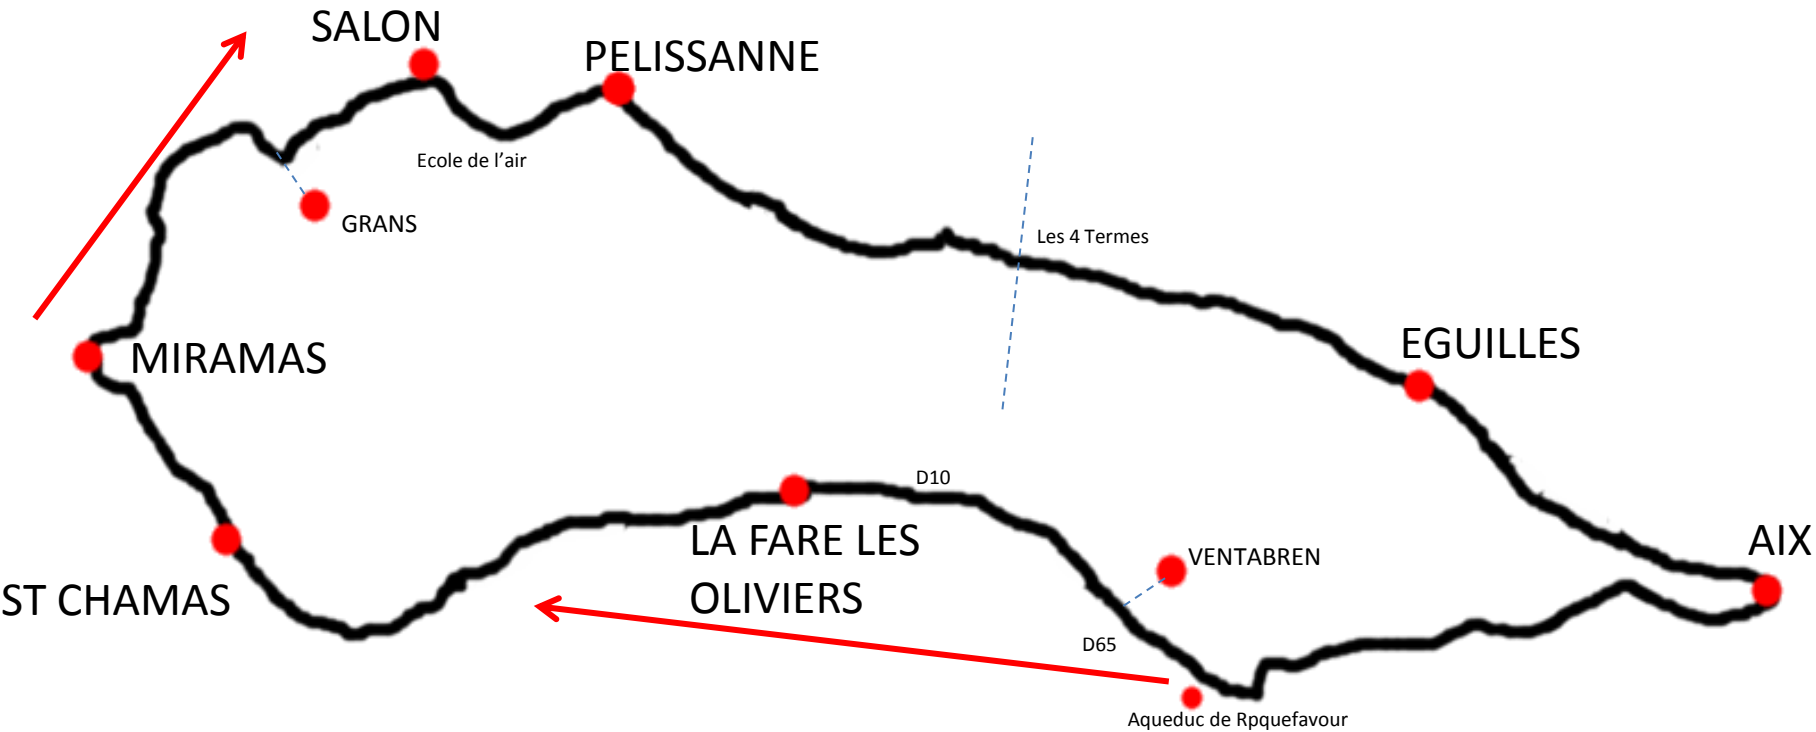 SALON
PELISSANNE
Ecole de l'air
GRANS
Les 4 Termes
MIRAMAS
EGUILLES
D10
LA FARE LES
OLIVIERS
AIX
VENTABREN
ST CHAMAS
D65
Aqueduc de Rpquefavour